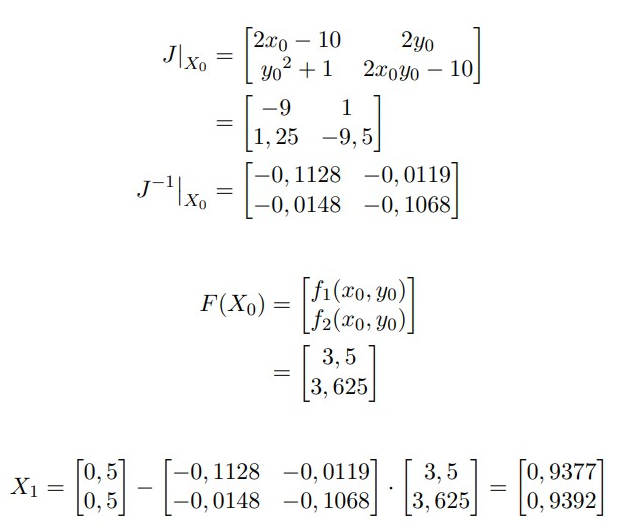 J|X₀ = [2x₀ − 10 2y₀
y₀² + 1 2x₀y₀ − 10]
= [−9 1
1, 25 −9, 5]
J⁻¹|X₀ = [−0, 1128 −0, 0119
−0, 0148 −0, 1068]
F(X₀) = [f₁(x₀, y₀)
f₂(x₀, y₀)]
= [3, 5
3, 625]
X₁ = [0, 5
0, 5] − [−0, 1128 −0, 0119
−0, 0148 −0, 1068] · [3, 5
3, 625] = [0, 9377
0, 9392]